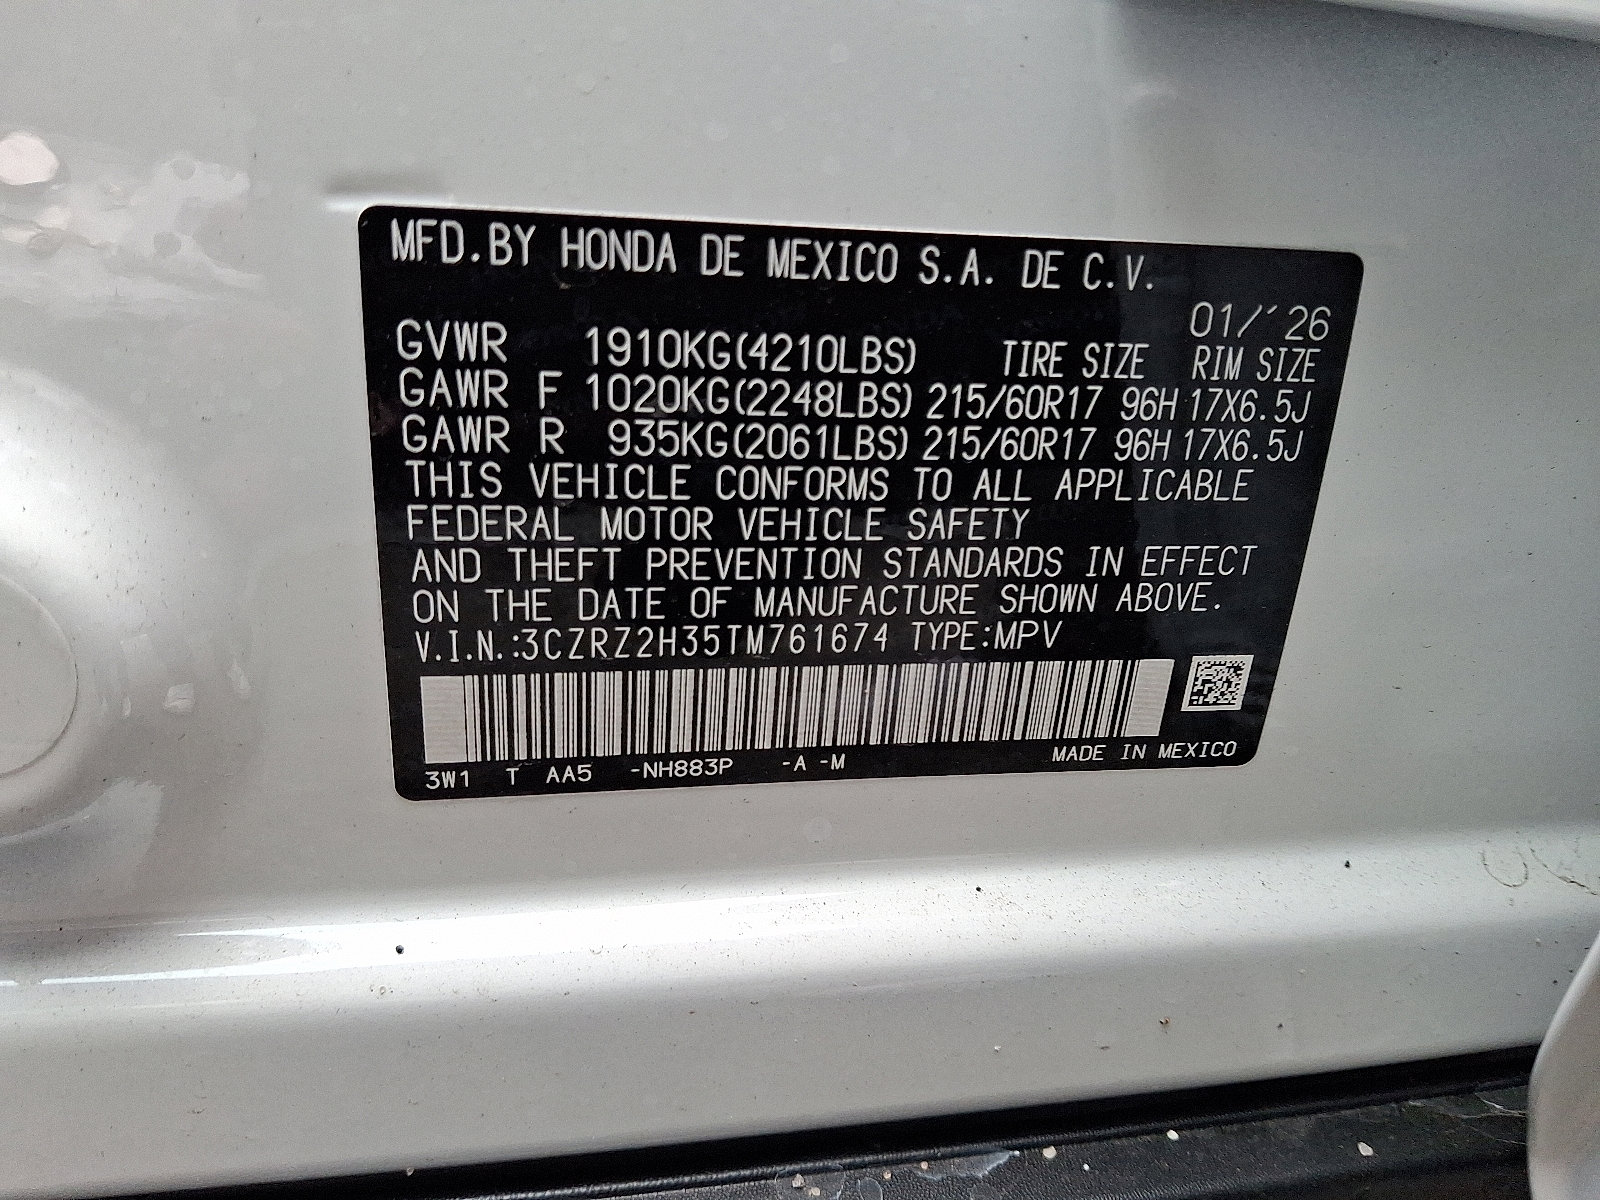 MFD.BY HONDA DE MEXICO S.A. DE C.V.
01/´26
GVWR 1910KG(4210LBS) TIRE SIZE RIM SIZE
GAWR F 1020KG(2248LBS) 215/60R17 96H 17X6.5J
GAWR R 935KG(2061LBS) 215/60R17 96H 17X6.5J
THIS VEHICLE CONFORMS TO ALL APPLICABLE
FEDERAL MOTOR VEHICLE SAFETY
AND THEFT PREVENTION STANDARDS IN EFFECT
ON THE DATE OF MANUFACTURE SHOWN ABOVE.
V.I.N.:3CZRZ2H35TM761674 TYPE:MPV
3W1 T AA5 -NH883P -A -M MADE IN MEXICO